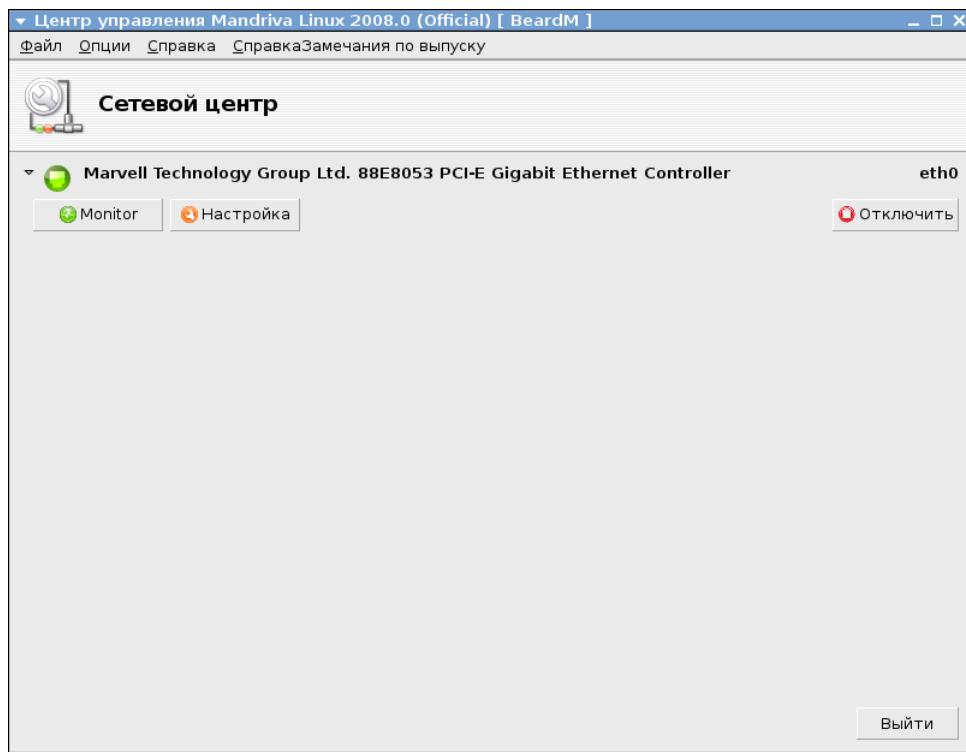 Центр управления Mandriva Linux 2008.0 (Official) [ BeardM ]
Файл Опции Справка СправкаЗамечания по выпуску
Сетевой центр
Marvell Technology Group Ltd. 88E8053 PCI-E Gigabit Ethernet Controller eth0
Monitor Настройка Отключить
Выйти